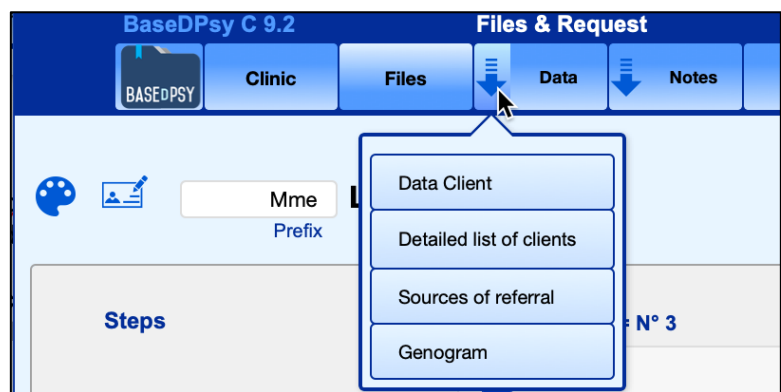 BaseDPsy C 9.2
Files & Request
BASEDPSY
Clinic
Files
Data
Notes
Data Client
Detailed list of clients
Sources of referral
Genogram
Mme
Prefix
Steps
N° 3